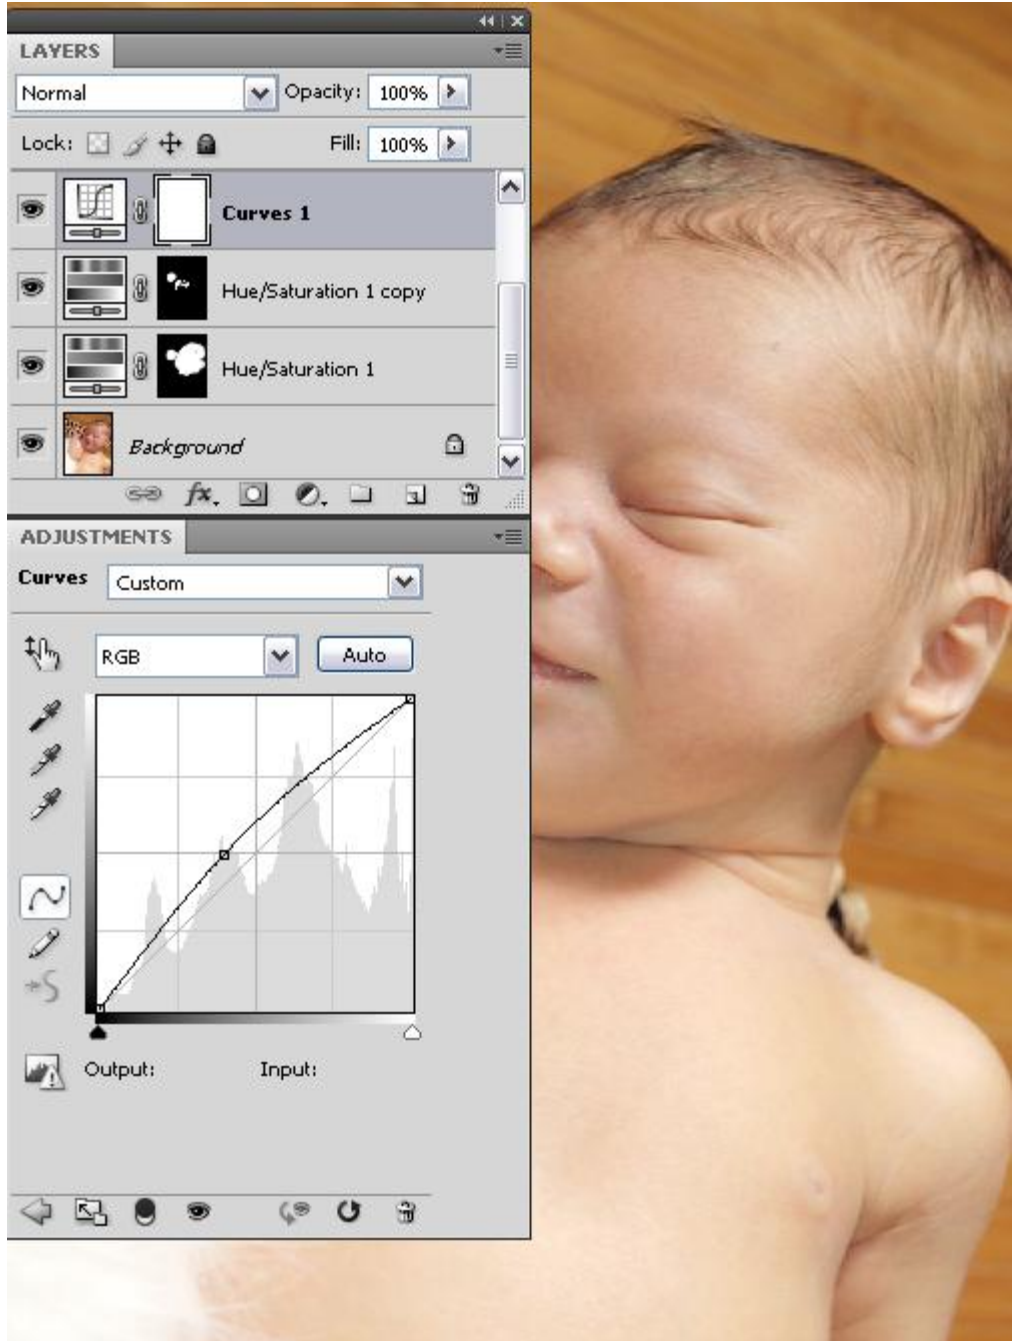 LAYERS
Normal Opacity: 100%
Lock: Fill: 100%
Curves 1
Hue/Saturation 1 copy
Hue/Saturation 1
Background
fx.
ADJUSTMENTS
Curves Custom
RGB Auto
Output: Input: